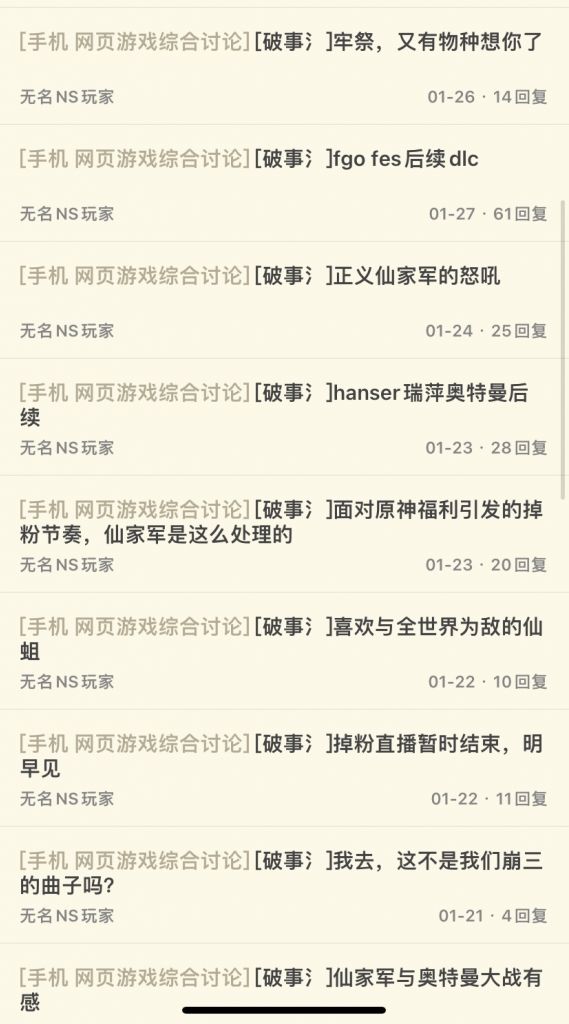 [手机 网页游戏综合讨论] [破事氵]牢祭，又有物种想你了
无名NS玩家 01-26 · 14回复
[手机 网页游戏综合讨论] [破事氵]fgo fes后续dlc
无名NS玩家 01-27 · 61回复
[手机 网页游戏综合讨论] [破事氵]正义仙家军的怒吼
无名NS玩家 01-24 · 25回复
[手机 网页游戏综合讨论] [破事氵]hanser瑞萍奥特曼后
续
无名NS玩家 01-23 · 28回复
[手机 网页游戏综合讨论] [破事氵]面对原神福利引发的掉
粉节奏，仙家军是这么处理的
无名NS玩家 01-23 · 20回复
[手机 网页游戏综合讨论] [破事氵]喜欢与全世界为敌的仙
蛆
无名NS玩家 01-22 · 10回复
[手机 网页游戏综合讨论] [破事氵]掉粉直播暂时结束，明
早见
无名NS玩家 01-22 · 11回复
[手机 网页游戏综合讨论] [破事氵]我去，这不是我们崩三
的曲子吗?
无名NS玩家 01-21 · 4回复
[手机 网页游戏综合讨论] [破事氵]仙家军与奥特曼大战有
感